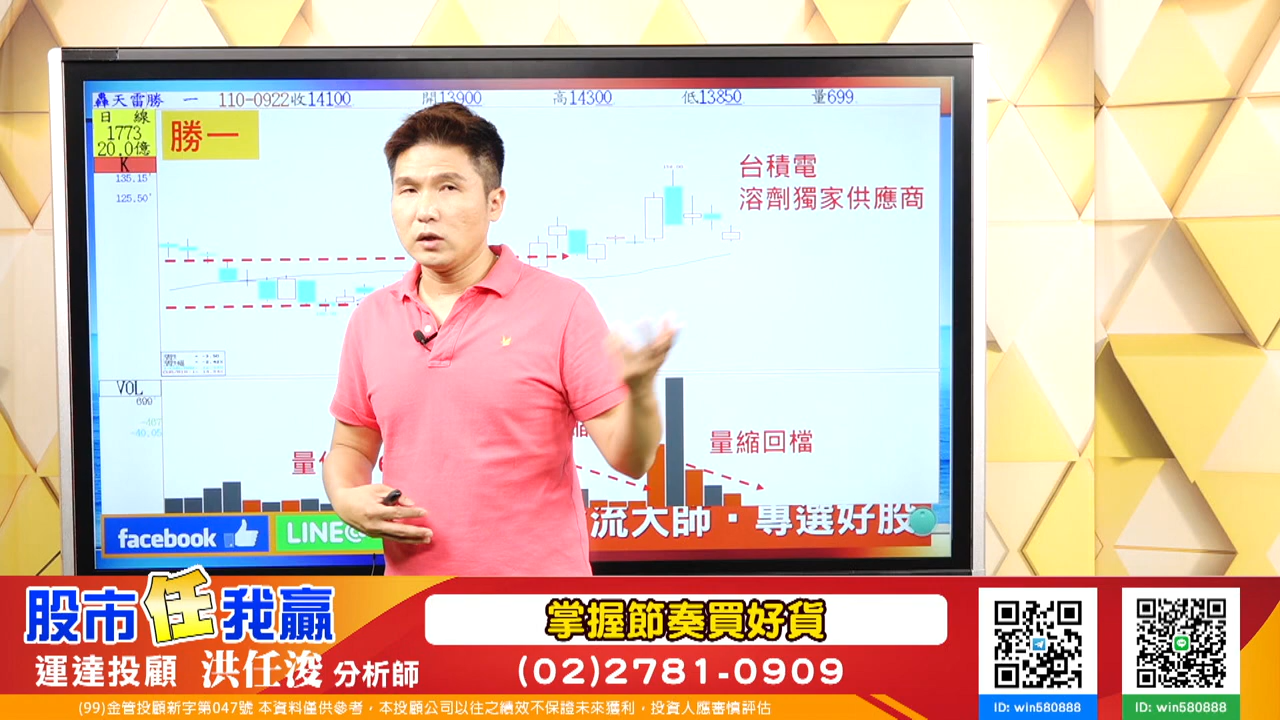 轟天雷勝 一 110-0922收14100 開13900 高14300 低13850 量699
日 線
1773
20.0億
K
135.15
125.50
勝一
台積電
溶劑獨家供應商
VOL
699
量縮回檔
facebook
LINE@
流大師·專選好股
股市任我贏
運達投顧 洪任浚 分析師
掌握節奏買好貨
(02)2781-0909
ID: win580888
ID: win580888
(99)金管投顧新字第047號 本資料僅供參考，本投顧公司以往之績效不保證未來獲利，投資人應審慎評估